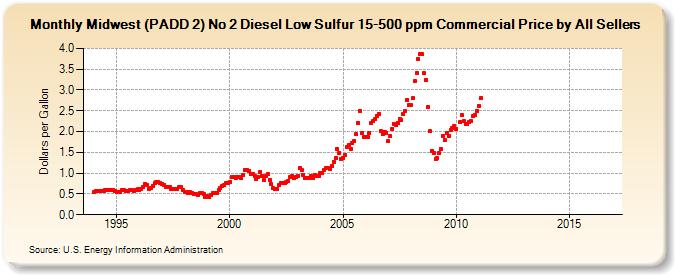 Monthly Midwest (PADD 2) No 2 Diesel Low Sulfur 15-500 ppm Commercial Price by All Sellers
Dollars per Gallon
4.0
3.5
3.0
2.5
2.0
1.5
1.0
0.5
0.0
1995 2000 2005 2010 2015
Source: U.S. Energy Information Administration